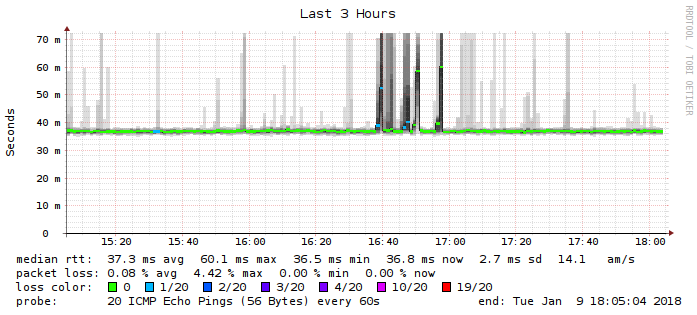 Last 3 Hours
RRDTOOL / TOBI OETIKER
Seconds
70 m
60 m
50 m
40 m
30 m
20 m
10 m
0
15:20 15:40 16:00 16:20 16:40 17:00 17:20 17:40 18:00
median rtt: 37.3 ms avg 60.1 ms max 36.5 ms min 36.8 ms now 2.7 ms sd 14.1 am/s
packet loss: 0.08 % avg 4.42 % max 0.00 % min 0.00 % now
loss color: 0 1/20 2/20 3/20 4/20 10/20 19/20
probe: 20 ICMP Echo Pings (56 Bytes) every 60s end: Tue Jan 9 18:05:04 2018